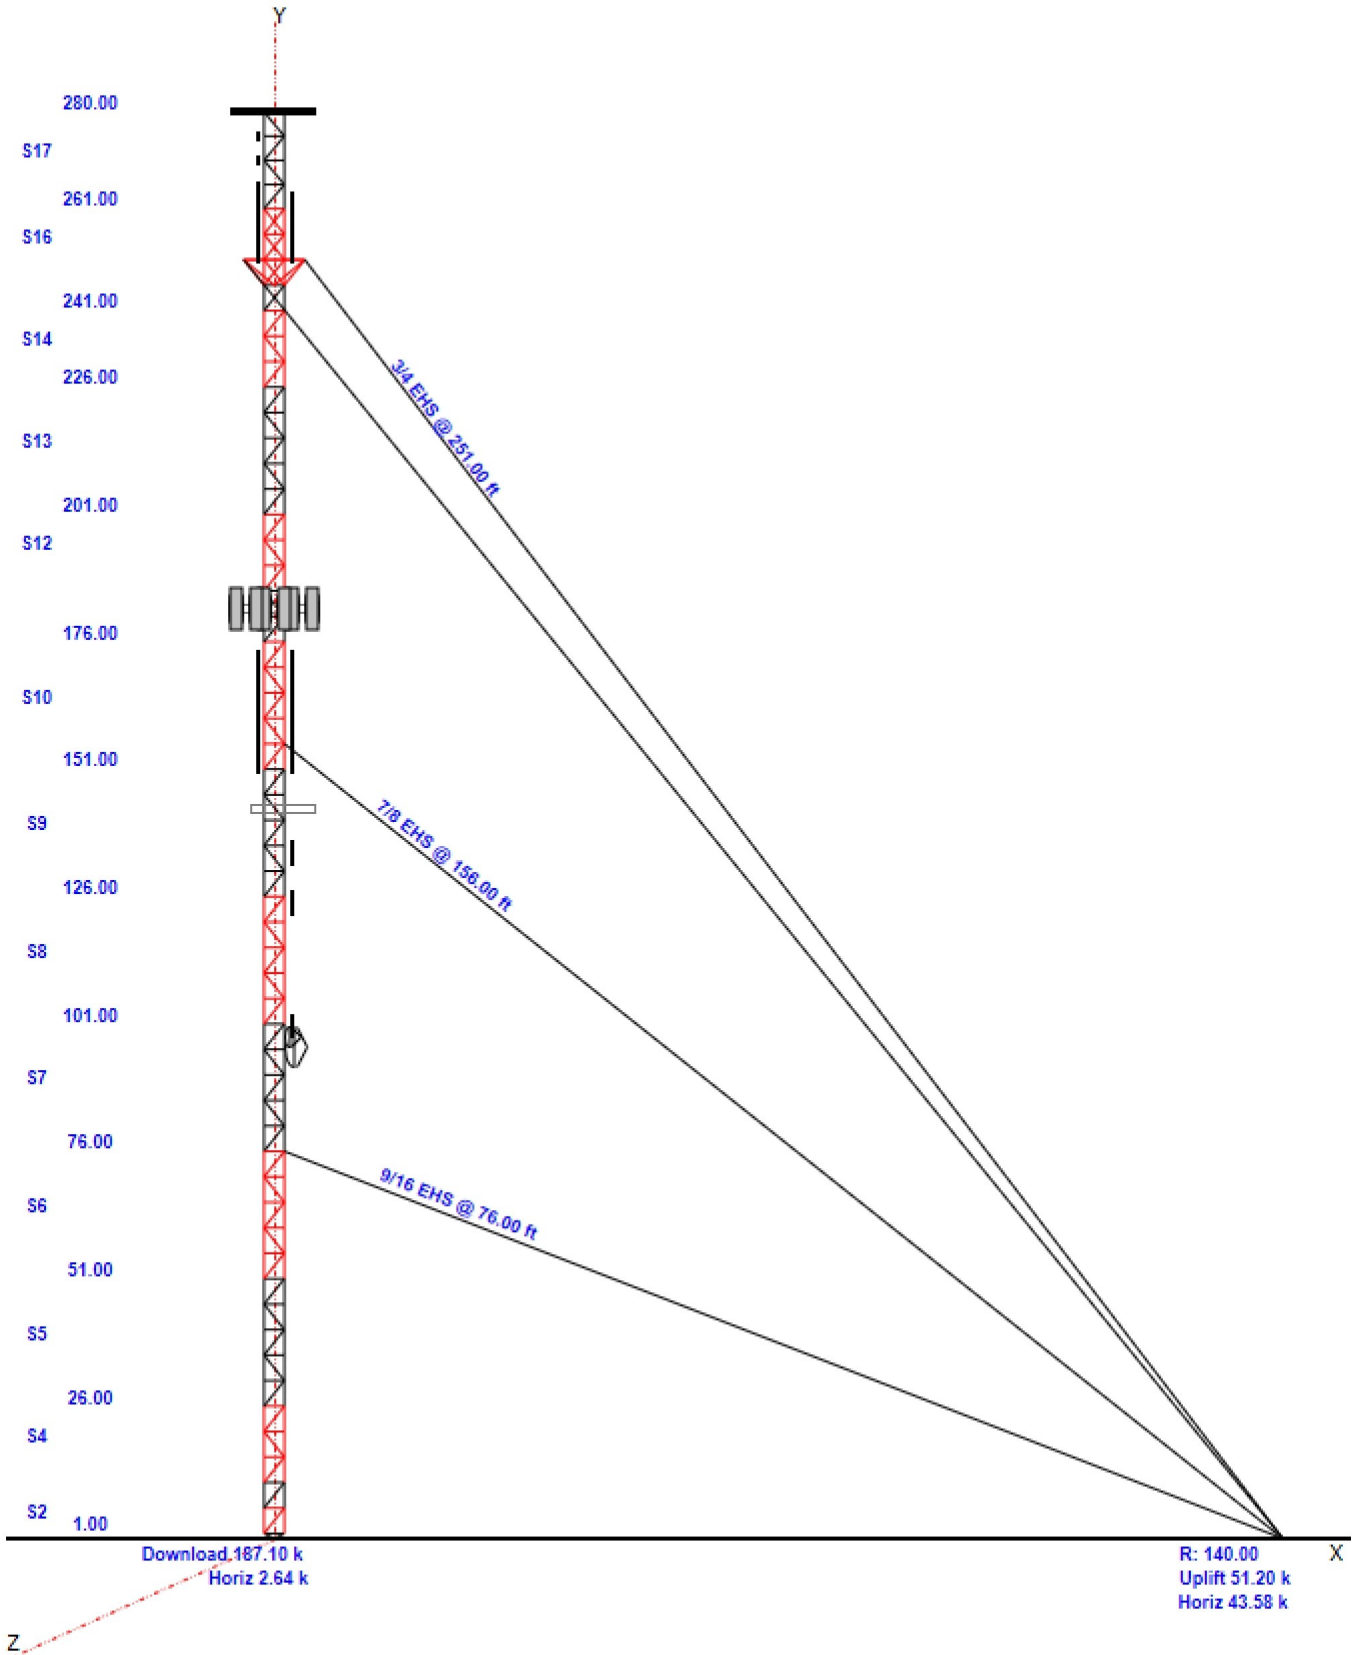 Y
280.00
S17
261.00
S16
241.00
S14
226.00
3/4 EHS @ 251.00 ft
S13
201.00
S12
176.00
S10
151.00
7/8 EHS @ 156.00 ft
S9
126.00
S8
101.00
S7
76.00
9/16 EHS @ 76.00 ft
S6
51.00
S5
26.00
S4
S2
1.00
Download 187.10 k
Horiz 2.64 k
R: 140.00
Uplift 51.20 k
Horiz 43.58 k
X
Z